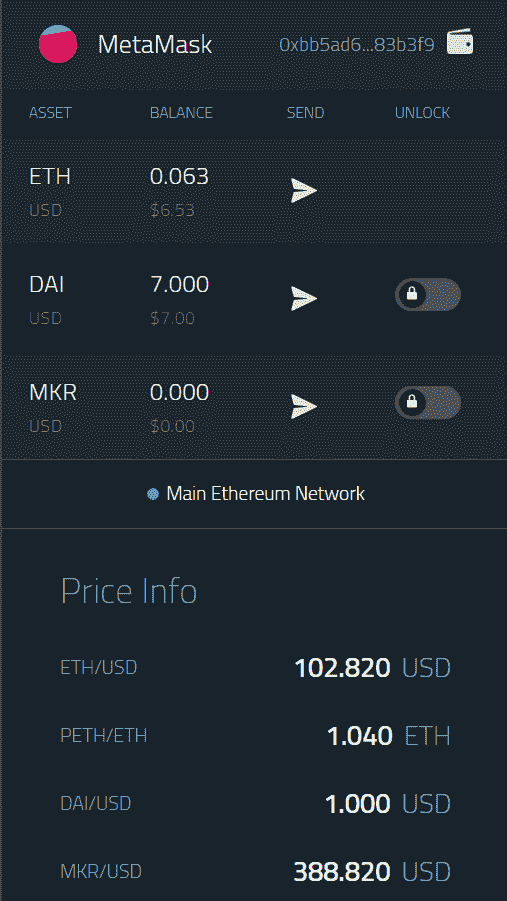 MetaMask 0xbb5ad6...83b3f9
ASSET BALANCE SEND UNLOCK
ETH 0.063
USD $6.53
DAI 7.000
USD $7.00
MKR 0.000
USD $0.00
Main Ethereum Network
Price Info
ETH/USD 102.820 USD
PETH/ETH 1.040 ETH
DAI/USD 1.000 USD
MKR/USD 388.820 USD